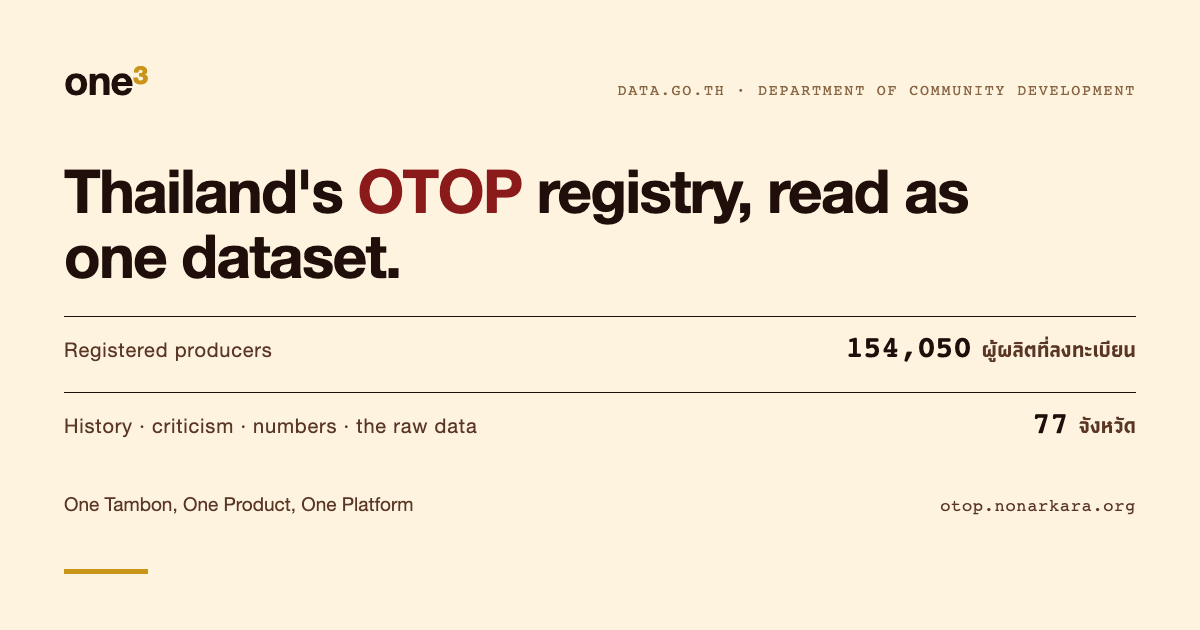 one³
DATA.GO.TH · DEPARTMENT OF COMMUNITY DEVELOPMENT
Thailand's OTOP registry, read as
one dataset.
Registered producers
154,050 ผู้ผลิตที่ลงทะเบียน
History · criticism · numbers · the raw data
77 จังหวัด
One Tambon, One Product, One Platform
otop.nonarkara.org